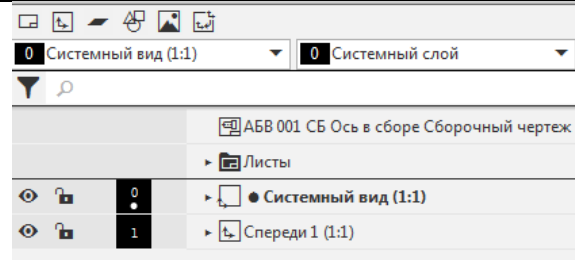 0 Системный вид (1:1) 0 Системный слой
АБВ 001 СБ Ось в сборе Сборочный чертеж
Листы
0 Системный вид (1:1)
1 Спереди 1 (1:1)